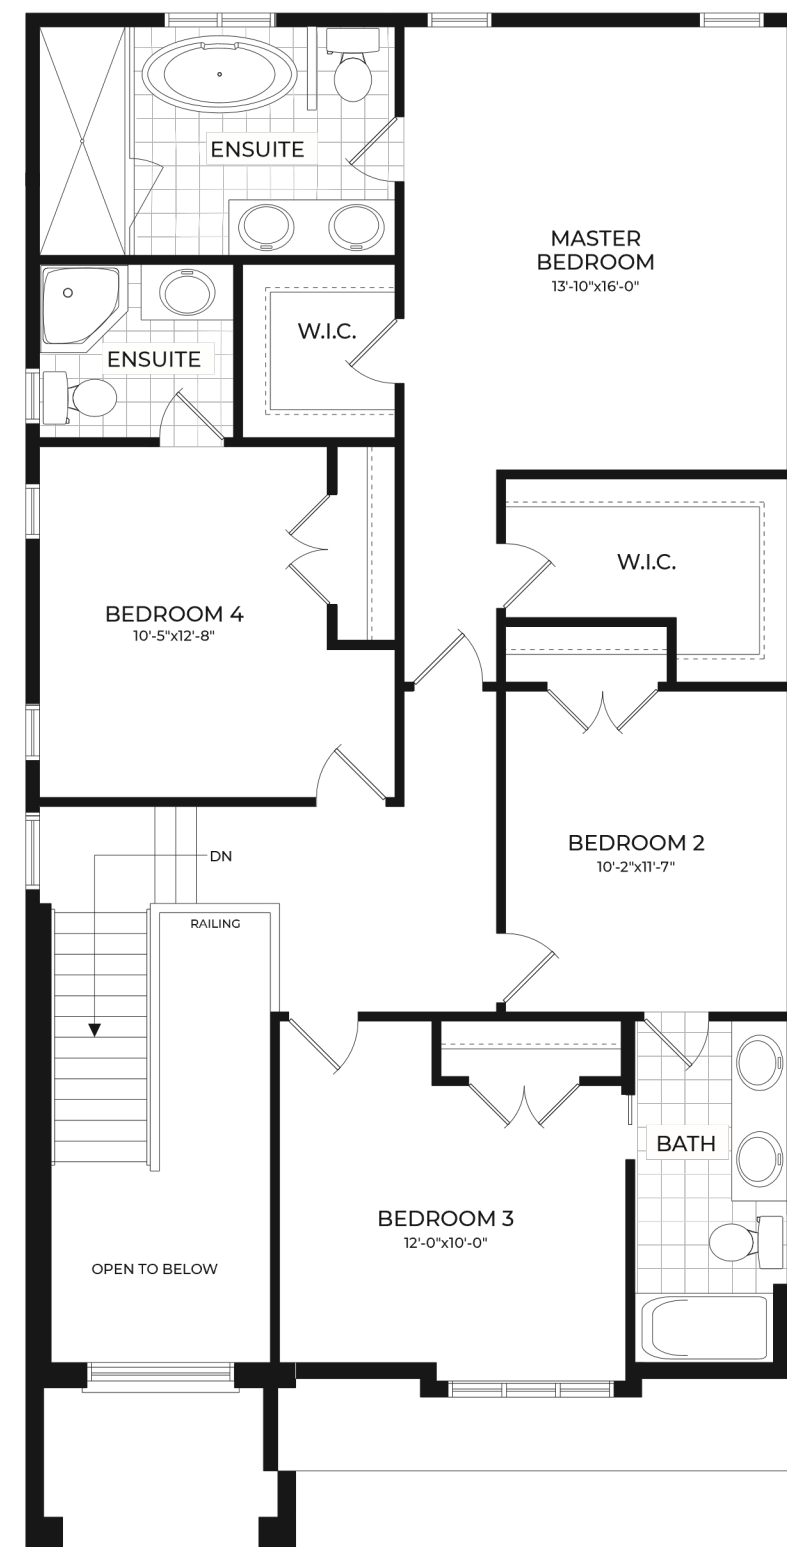 ENSUITE
MASTER
BEDROOM
13'-10"x16'-0"
W.I.C.
ENSUITE
W.I.C.
BEDROOM 4
10'-5"x12'-8"
BEDROOM 2
10'-2"x11'-7"
DN
RAILING
BATH
BEDROOM 3
12'-0"x10'-0"
OPEN TO BELOW